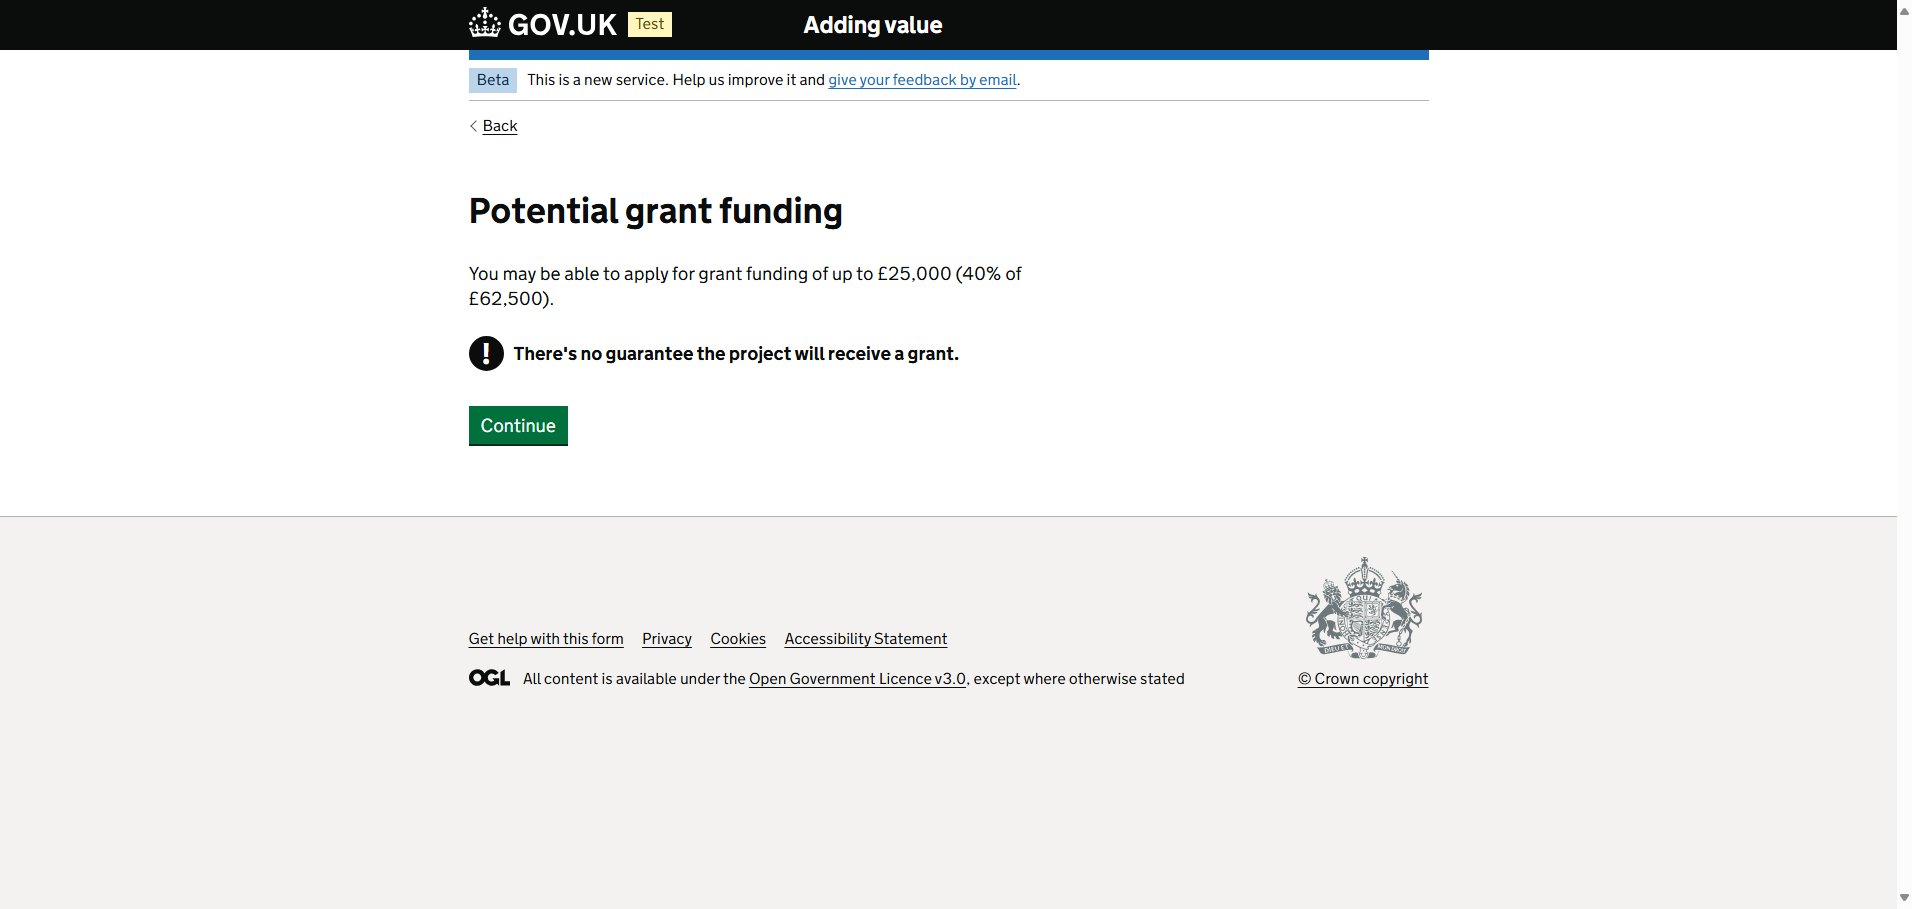 GOV.UK Test Adding value
Beta This is a new service. Help us improve it and give your feedback by email.
Back
Potential grant funding
You may be able to apply for grant funding of up to £25,000 (40% of
£62,500).
! There's no guarantee the project will receive a grant.
Continue
Get help with this form Privacy Cookies Accessibility Statement
OGL All content is available under the Open Government Licence v3.0, except where otherwise stated
© Crown copyright